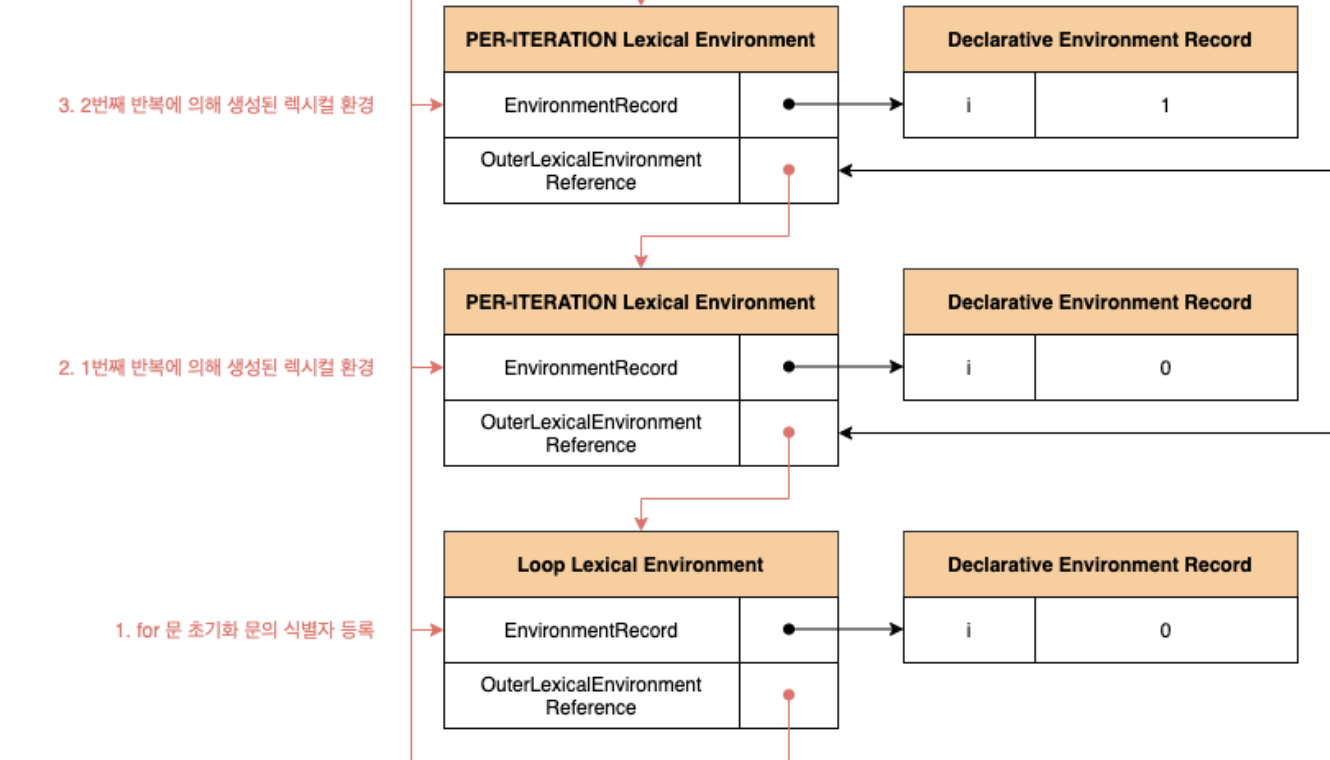 PER-ITERATION Lexical Environment
Declarative Environment Record
3. 2번째 반복에 의해 생성된 렉시컬 환경
EnvironmentRecord
i
1
OuterLexicalEnvironment
Reference
PER-ITERATION Lexical Environment
Declarative Environment Record
2. 1번째 반복에 의해 생성된 렉시컬 환경
EnvironmentRecord
i
0
OuterLexicalEnvironment
Reference
Loop Lexical Environment
Declarative Environment Record
1. for 문 초기화 문의 식별자 등록
EnvironmentRecord
i
0
OuterLexicalEnvironment
Reference